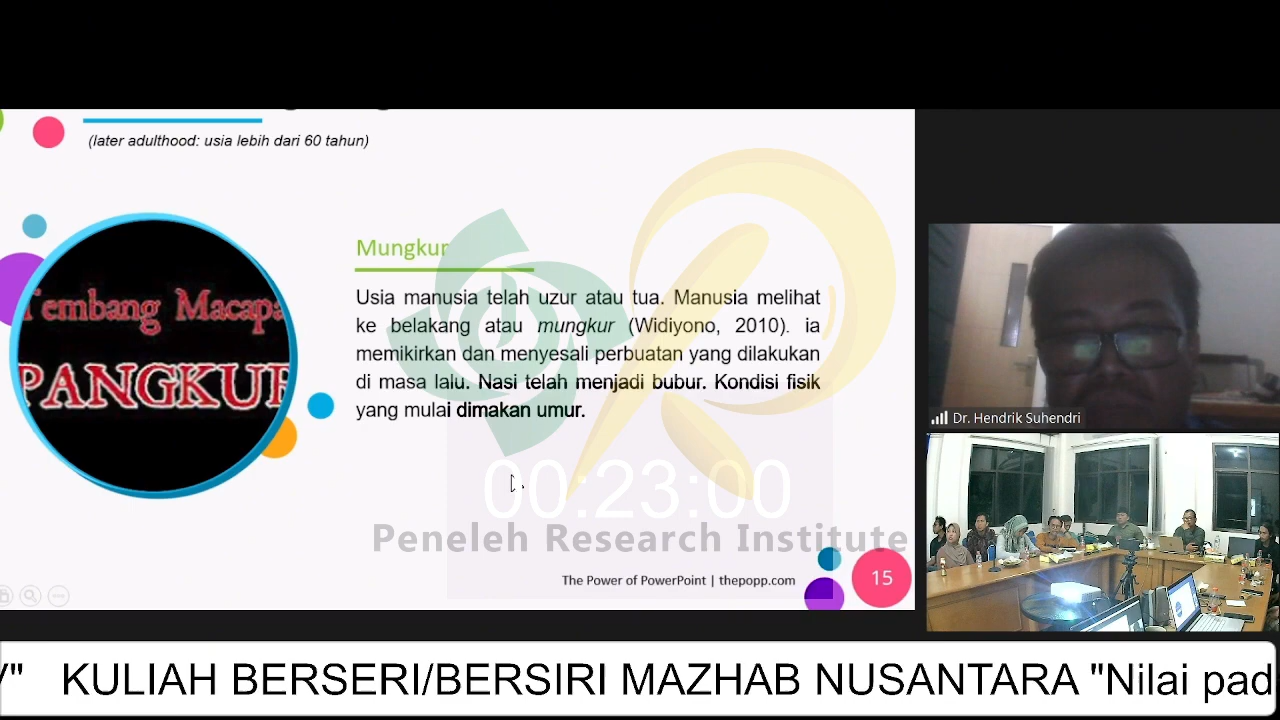 (later adulthood: usia lebih dari 60 tahun)
Tembang Macapa
PANGKUR
Mungkur
Usia manusia telah uzur atau tua. Manusia melihat
ke belakang atau mungkur (Widiyono, 2010). ia
memikirkan dan menyesali perbuatan yang dilakukan
di masa lalu. Nasi telah menjadi bubur. Kondisi fisik
yang mulai dimakan umur.
00:23:00
Peneleh Research Institute
The Power of PowerPoint | thepopp.com
15
Dr. Hendrik Suhendri
" KULIAH BERSERI/BERSIRI MAZHAB NUSANTARA "Nilai pad